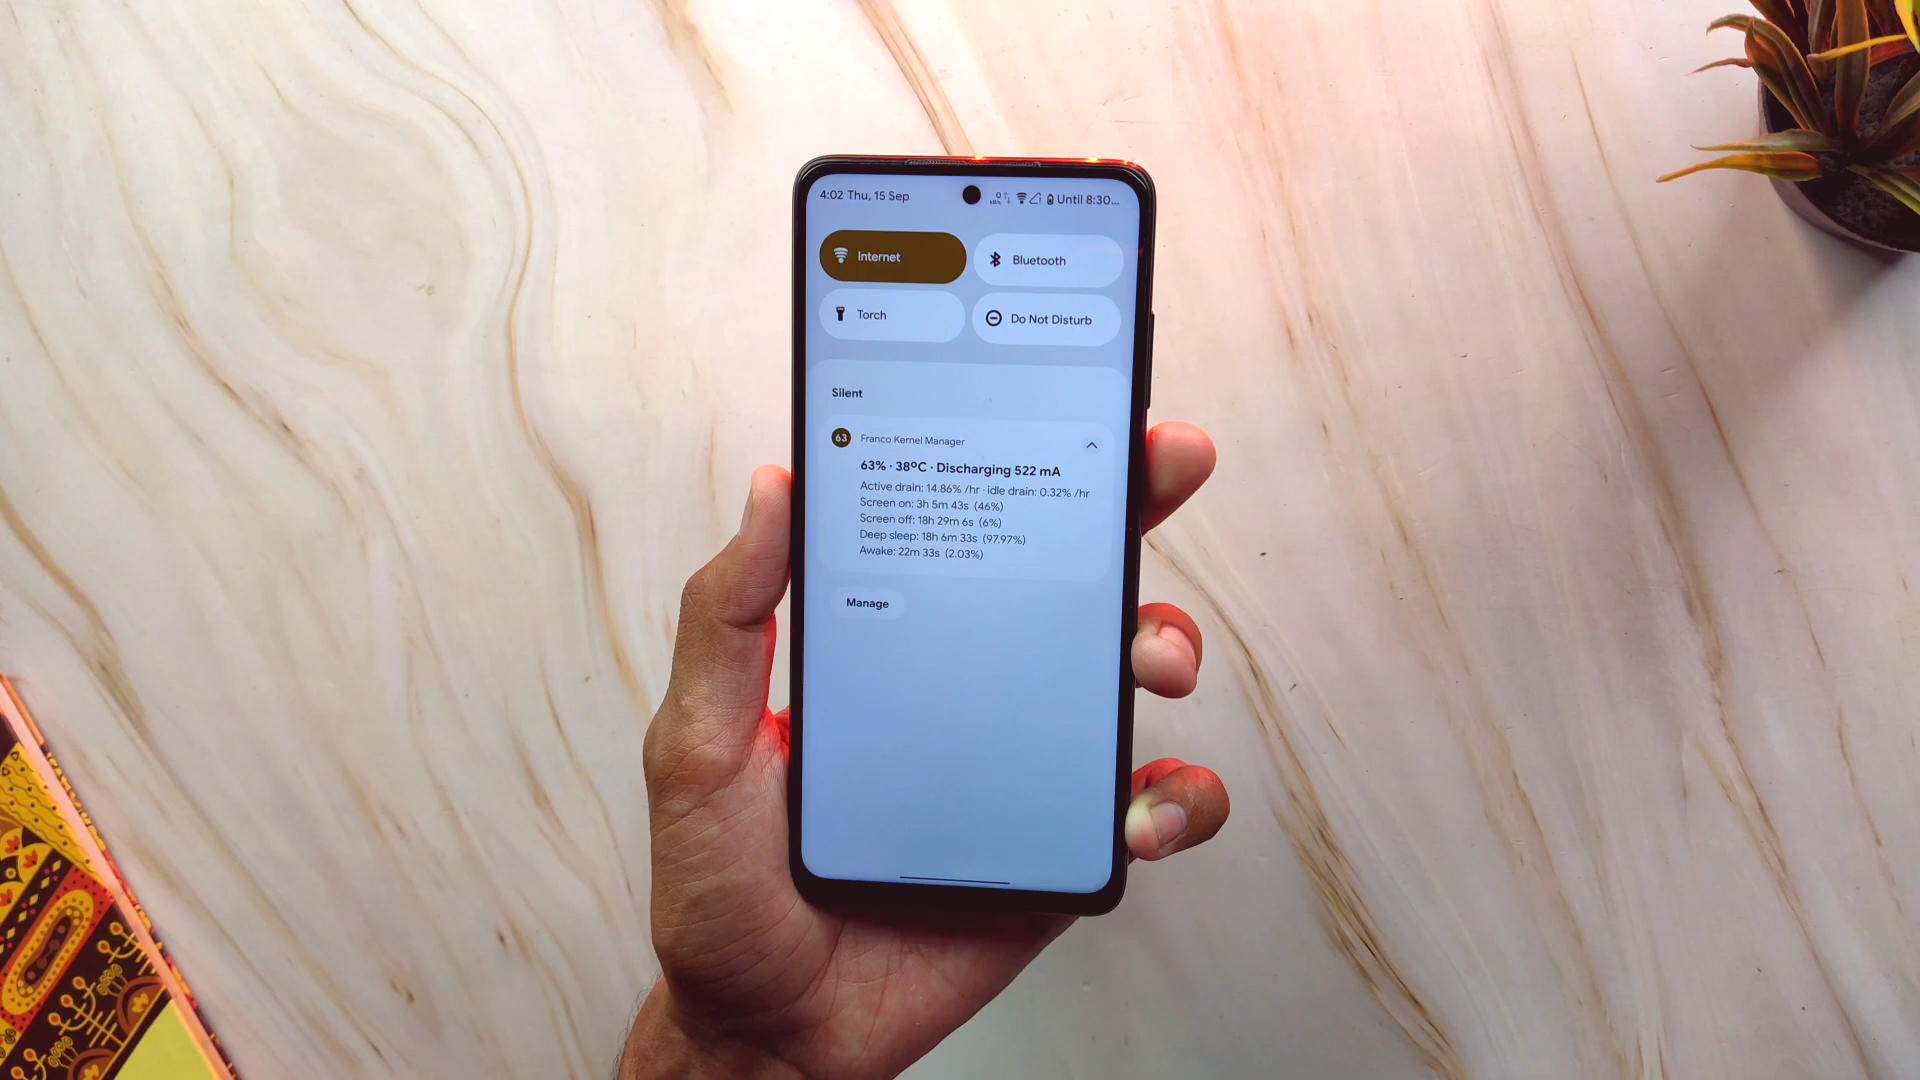 4:02 Thu, 15 Sep 0 kB/s Until 8:30...
Internet Bluetooth
Torch Do Not Disturb
Silent
63 Franco Kernel Manager
63% · 38ºC · Discharging 522 mA
Active drain: 14.86% /hr · idle drain: 0.32% /hr
Screen on: 3h 5m 43s (46%)
Screen off: 18h 29m 6s (6%)
Deep sleep: 18h 6m 33s (97.97%)
Awake: 22m 33s (2.03%)
Manage